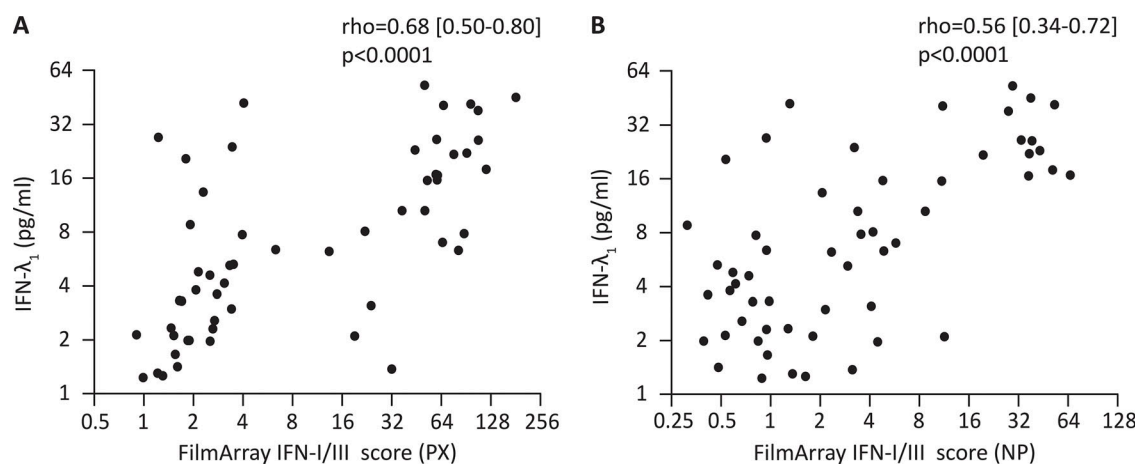 A
rho=0.68 [0.50-0.80]
p<0.0001
IFN-λ1 (pg/ml)
64
32
16
8
4
2
1
0.5 1 2 4 8 16 32 64 128 256
FilmArray IFN-I/III score (PX)
B
rho=0.56 [0.34-0.72]
p<0.0001
IFN-λ1 (pg/ml)
64
32
16
8
4
2
1
0.25 0.5 1 2 4 8 16 32 64 128
FilmArray IFN-I/III score (NP)